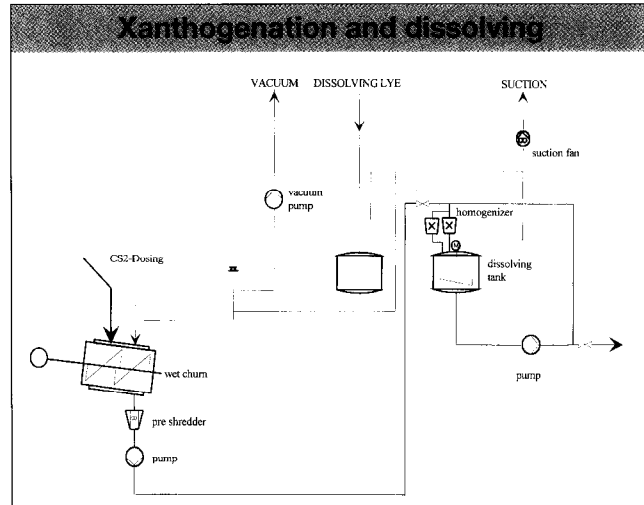 Xanthogenation and dissolving
VACUUM
DISSOLVING LYE
SUCTION
suction fan
vacuum
pump
homogenizer
M
CS2-Dosing
dissolving
tank
wet churn
pump
pre shredder
pump